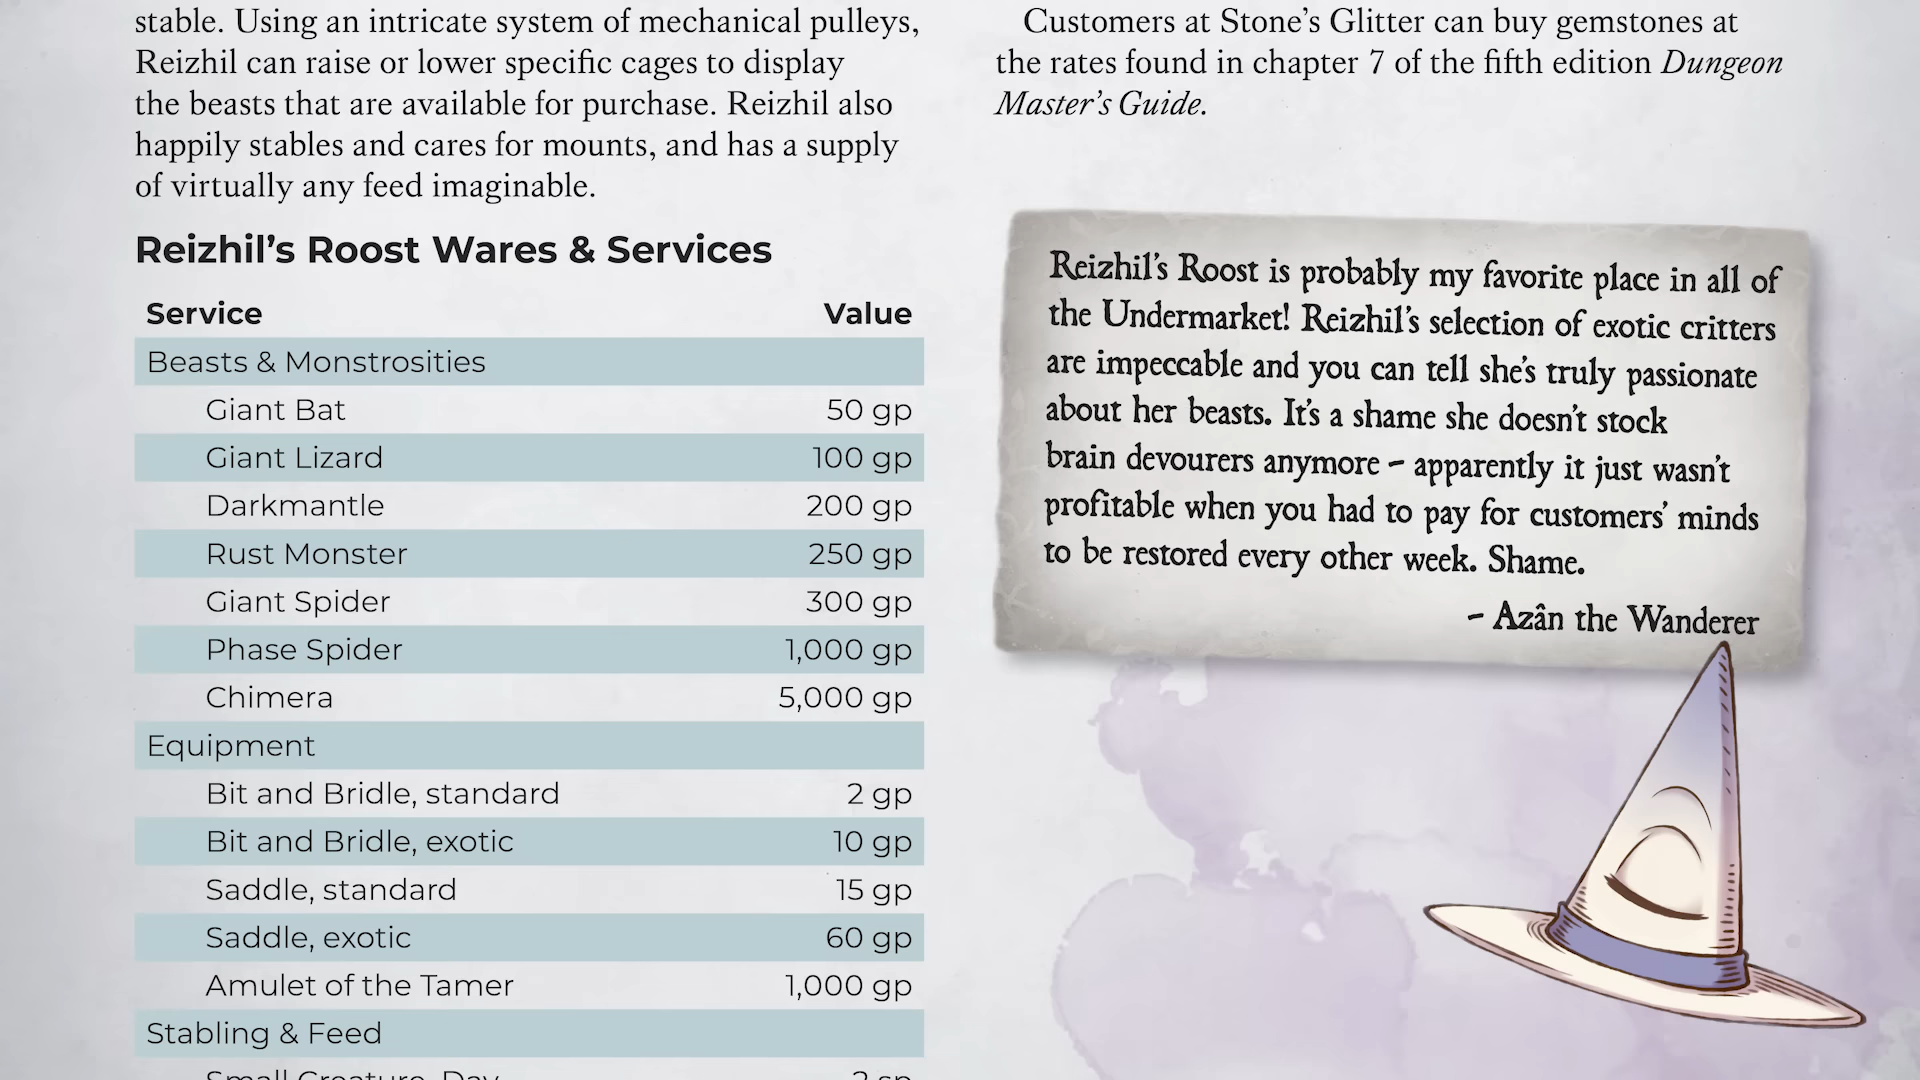 stable. Using an intricate system of mechanical pulleys,
Reizhil can raise or lower specific cages to display
the beasts that are available for purchase. Reizhil also
happily stables and cares for mounts, and has a supply
of virtually any feed imaginable.
Reizhil’s Roost Wares & Services
Service Value
Beasts & Monstrosities
Giant Bat 50 gp
Giant Lizard 100 gp
Darkmantle 200 gp
Rust Monster 250 gp
Giant Spider 300 gp
Phase Spider 1,000 gp
Chimera 5,000 gp
Equipment
Bit and Bridle, standard 2 gp
Bit and Bridle, exotic 10 gp
Saddle, standard 15 gp
Saddle, exotic 60 gp
Amulet of the Tamer 1,000 gp
Stabling & Feed
Small Creature, Day 2 sp
Customers at Stone’s Glitter can buy gemstones at
the rates found in chapter 7 of the fifth edition Dungeon
Master’s Guide.
Reizhil’s Roost is probably my favorite place in all of
the Undermarket! Reizhil’s selection of exotic critters
are impeccable and you can tell she’s truly passionate
about her beasts. It’s a shame she doesn’t stock
brain devourers anymore – apparently it just wasn’t
profitable when you had to pay for customers’ minds
to be restored every other week. Shame.
– Azân the Wanderer